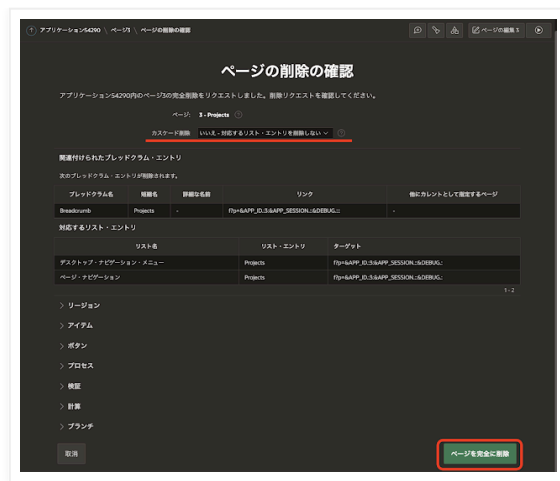 アプリケーション54290 \ ページ3 \ ページの削除の確認
ページの編集 3
ページの削除の確認
アプリケーション54290内のページ3の完全削除をリクエストしました。削除リクエストを確認してください。
ページ: 3 - Projects
カスケード削除 いいえ - 対応するリスト・エントリを削除しない
関連付けられたブレッドクラム・エントリ
次のブレッドクラム・エントリが削除されます。
ブレッドクラム名 短縮名 詳細な名前 リンク 他にカレントとして指定するページ
Breadcrumb Projects - f?p=&APP_ID.:3:&APP_SESSION.::&DEBUG.::: -
対応するリスト・エントリ
リスト名 リスト・エントリ ターゲット
デスクトップ・ナビゲーション・メニュー Projects f?p=&APP_ID.:3:&APP_SESSION.::&DEBUG.:
ページ・ナビゲーション Projects f?p=&APP_ID.:3:&APP_SESSION.::&DEBUG.:
1 - 2
リージョン
アイテム
ボタン
プロセス
検証
計算
ブランチ
取消 ページを完全に削除